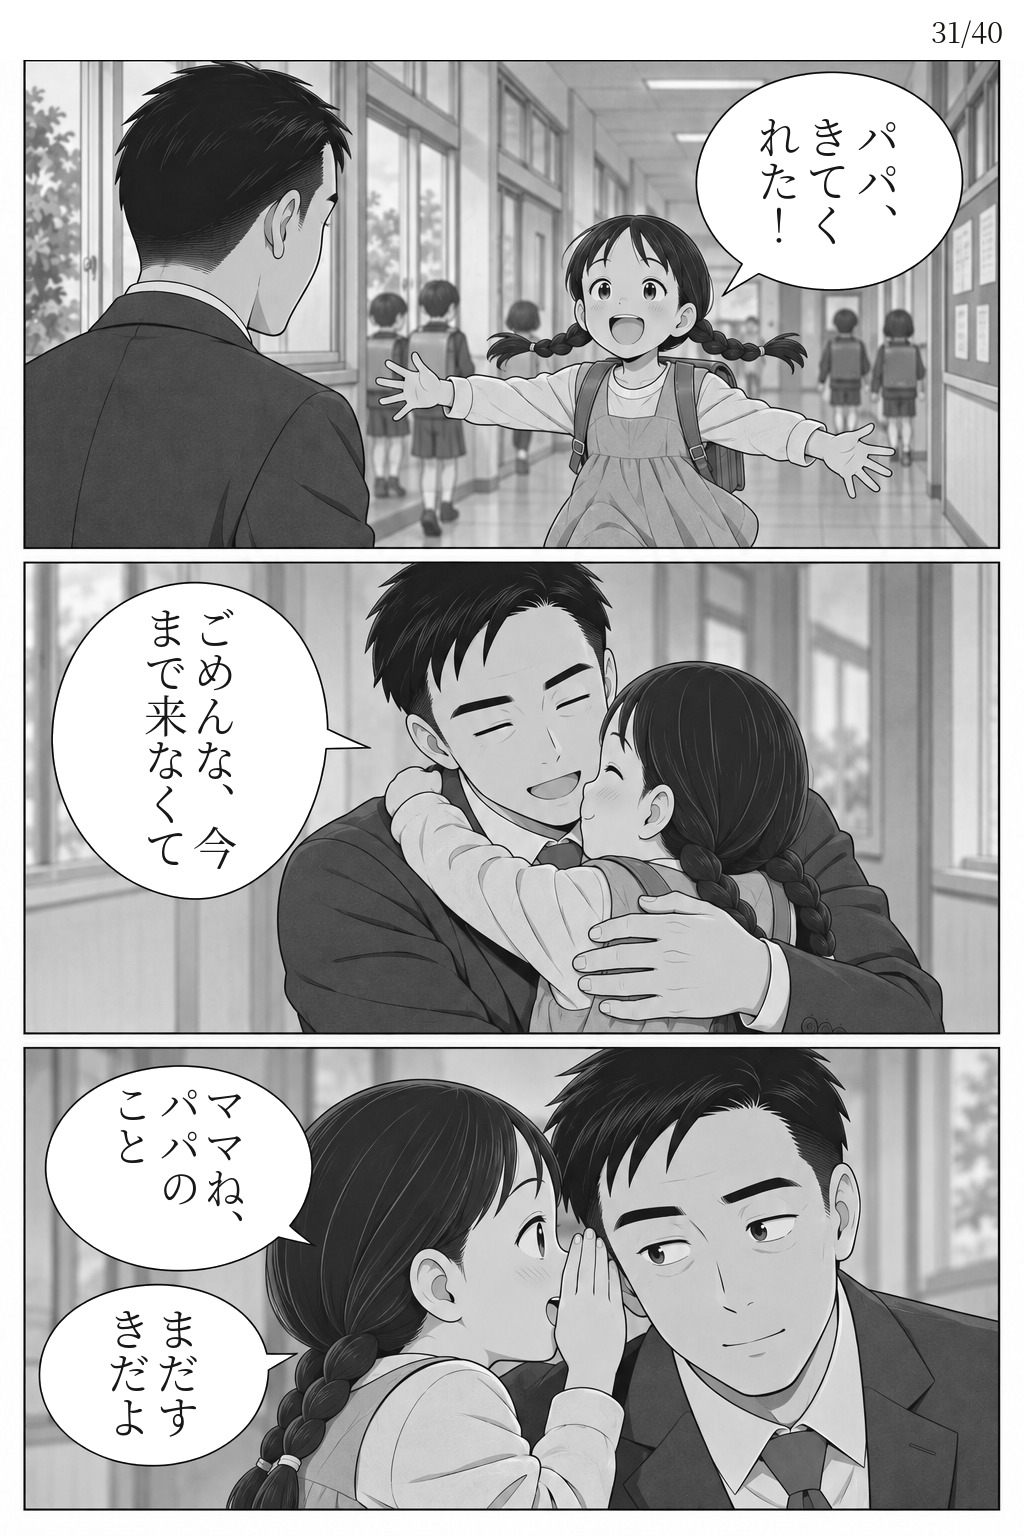 31/40
パパ、
きてく
れた！
ごめんな、今
まで来なくて
ママね、
パパの
こと
まだす
きだよ